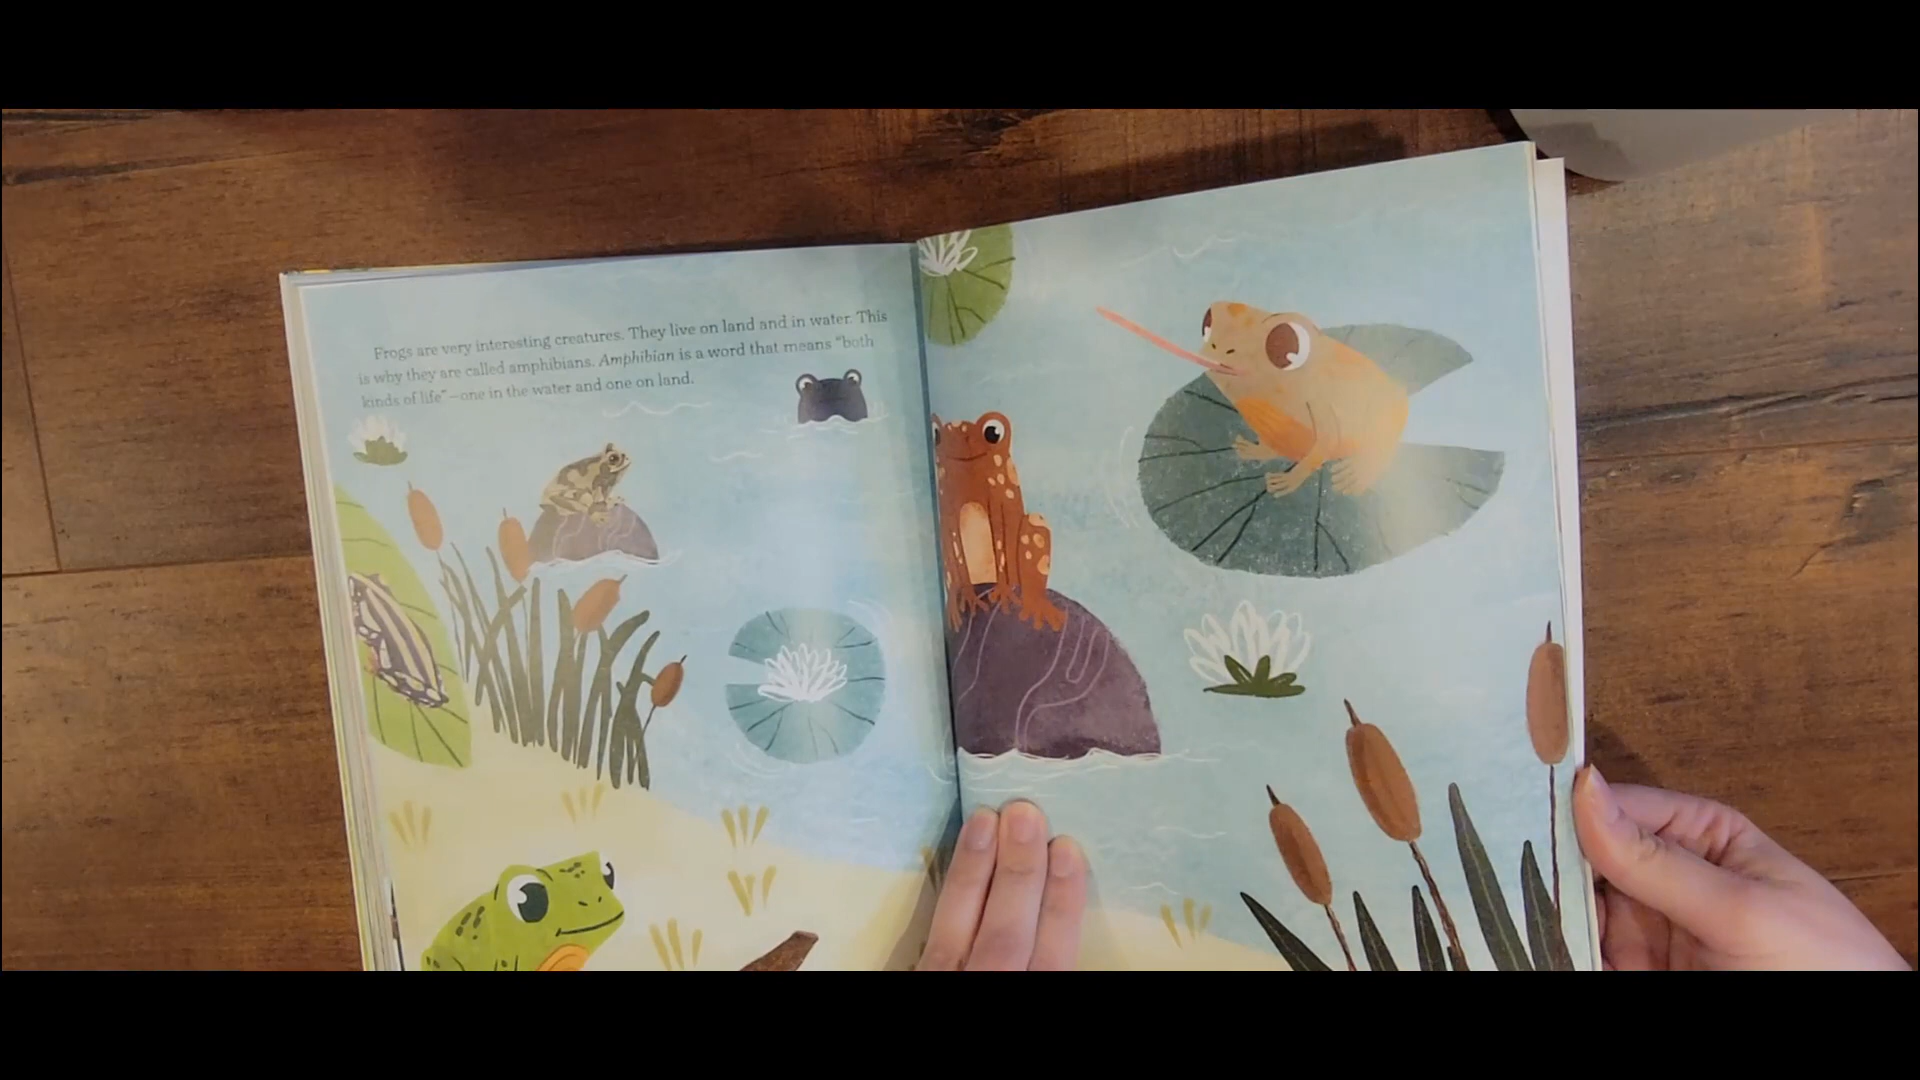 Frogs are very interesting creatures. They live on land and in water. This
is why they are called amphibians. Amphibian is a word that means “both
kinds of life”—one in the water and one on land.